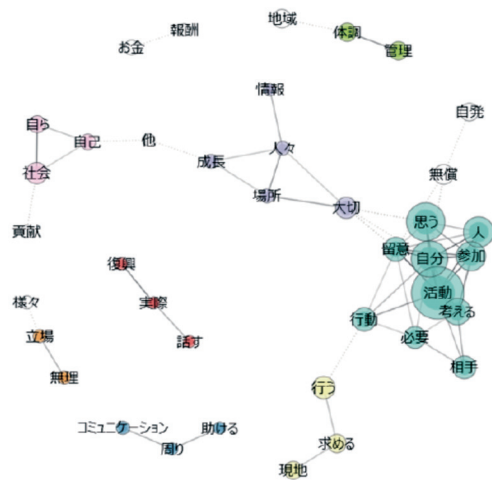 報酬
お金
地域
体調
管理
情報
自ら
自己
他
社会
成長
人々
場所
大切
自発
無償
貢献
思う
人
留意
自分
参加
活動
考える
行動
必要
相手
復興
実際
話す
様々
立場
無理
行う
求める
現地
コミュニケーション
助ける
周り